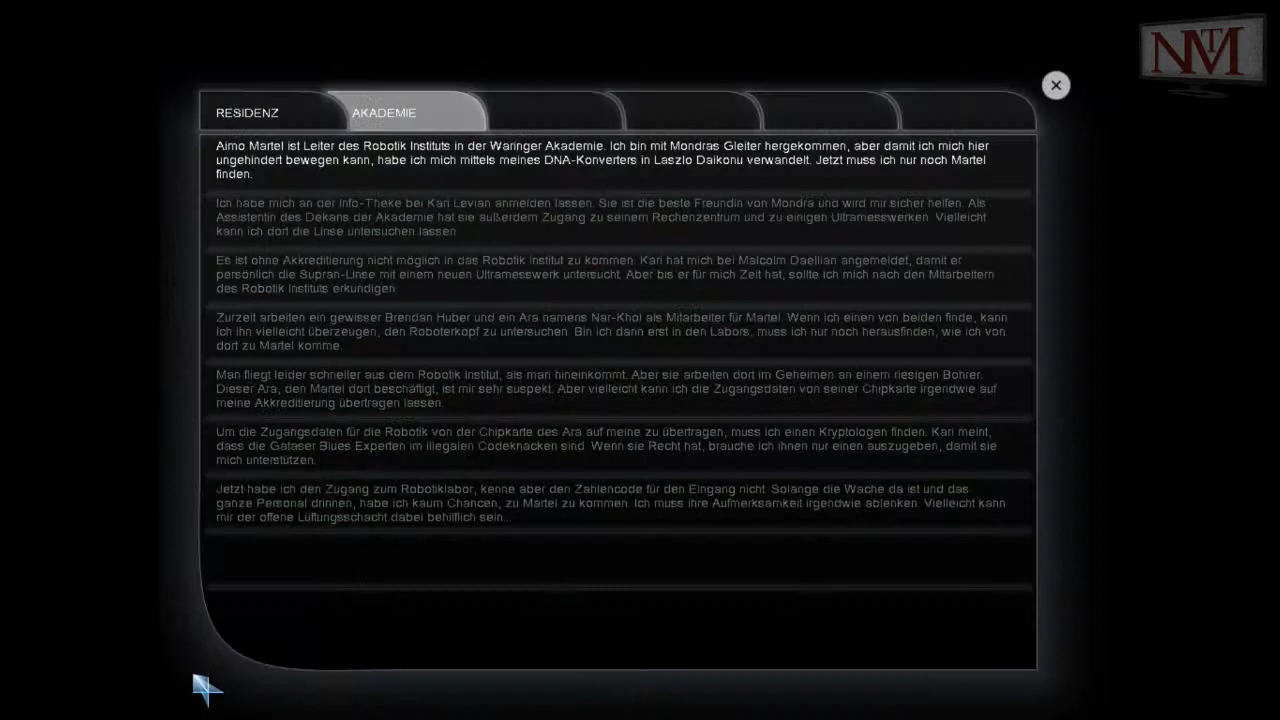 NTM
RESIDENZ
AKADEMIE
Aimo Martel ist Leiter des Robotik Instituts in der Waringer Akademie. Ich bin mit Mondras Gleiter hergekommen, aber damit ich mich hier
ungehindert bewegen kann, habe ich mich mittels meines DNA-Konverters in Laszlo Daikonu verwandelt. Jetzt muss ich nur noch Martel
finden.
Ich habe mich an der Info-Theke bei Kari Levian anmelden lassen. Sie ist die beste Freundin von Mondra und wird mir sicher helfen. Als
Assistentin des Dekans der Akademie hat sie außerdem Zugang zu seinem Rechenzentrum und zu einigen Ultramesswerken. Vielleicht
kann ich dort die Linse untersuchen lassen
Es ist ohne Akkreditierung nicht möglich in das Robotik Institut zu kommen. Kari hat mich bei Malcolm Daellian angemeldet, damit er
persönlich die Supran-Linse mit einem neuen Ultramesswerk untersucht. Aber bis er für mich Zeit hat, sollte ich mich nach den Mitarbeitern
des Robotik Instituts erkundigen.
Zurzeit arbeiten ein gewisser Brendan Huber und ein Ara namens Nar-Khol als Mitarbeiter für Martel. Wenn ich einen von beiden finde, kann
ich ihn vielleicht überzeugen, den Roboterkopf zu untersuchen. Bin ich dann erst in den Labors, muss ich nur noch herausfinden, wie ich von
dort zu Martel komme.
Man fliegt leider schneller aus dem Robotik Institut, als man hineinkommt. Aber sie arbeiten dort im Geheimen an einem riesigen Bohrer.
Dieser Ara, den Martel dort beschäftigt, ist mir sehr suspekt. Aber vielleicht kann ich die Zugangsdaten von seiner Chipkarte irgendwie auf
meine Akkreditierung übertragen lassen.
Um die Zugangsdaten für die Robotik von der Chipkarte des Ara auf meine zu übertragen, muss ich einen Kryptologen finden. Kari meint,
dass die Gataser Blues Experten im illegalen Codeknacken sind. Wenn sie Recht hat, brauche ich ihnen nur einen auszugeben, damit sie
mich unterstützen.
Jetzt habe ich den Zugang zum Robotiklabor, kenne aber den Zahlencode für den Eingang nicht. Solange die Wache da ist und das
ganze Personal drinnen, habe ich kaum Chancen, zu Martel zu kommen. Ich muss ihre Aufmerksamkeit irgendwie ablenken. Vielleicht kann
mir der offene Lüftungsschacht dabei behilflich sein...